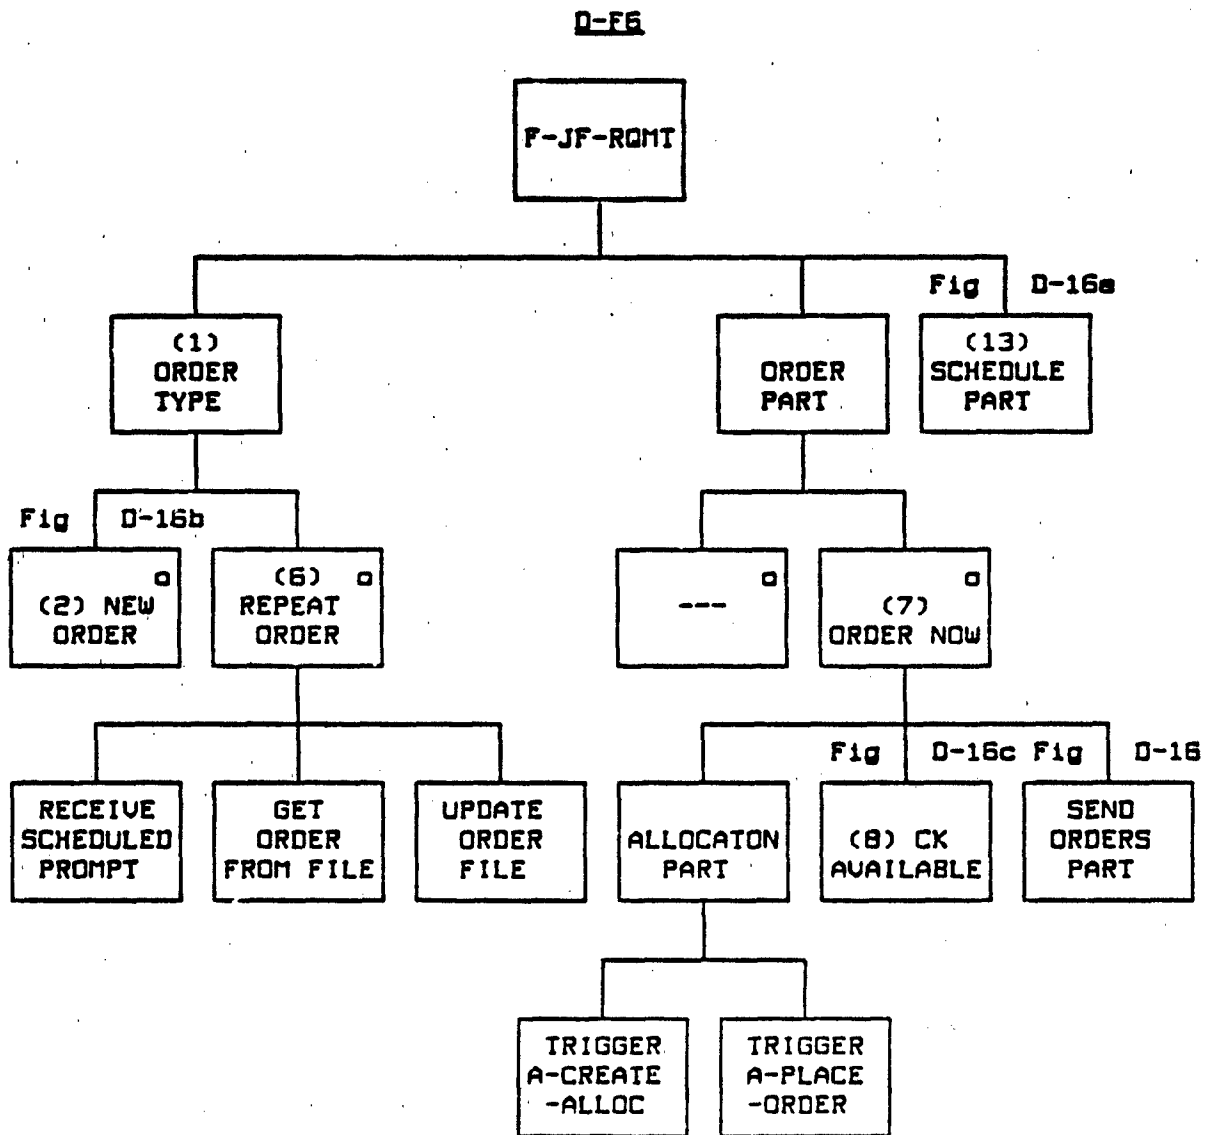 D-F6
F-JF-RQMT
Fig D-16a
(1)
ORDER
TYPE
ORDER
PART
(13)
SCHEDULE
PART
Fig D-16b
(2) NEW
ORDER
(6)
REPEAT
ORDER
---
(7)
ORDER NOW
Fig D-16c Fig D-16
RECEIVE
SCHEDULED
PROMPT
GET
ORDER
FROM FILE
UPDATE
ORDER
FILE
ALLOCATON
PART
(8) CK
AVAILABLE
SEND
ORDERS
PART
TRIGGER
A-CREATE
-ALLOC
TRIGGER
A-PLACE
-ORDER